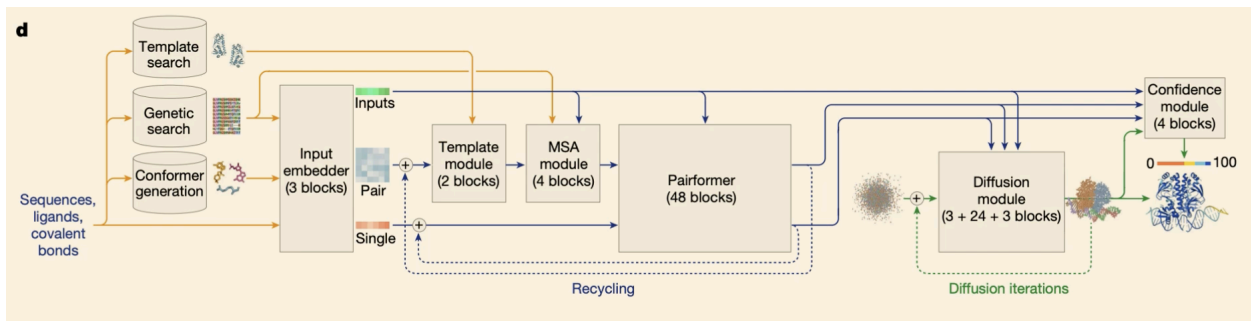 d
Template
search
Genetic
search
Conformer
generation
Sequences,
ligands,
covalent
bonds
Input
embedder
(3 blocks)
Inputs
Pair
Single
+
+
Template
module
(2 blocks)
MSA
module
(4 blocks)
Pairformer
(48 blocks)
Recycling
+
Diffusion
module
(3 + 24 + 3 blocks)
Diffusion iterations
Confidence
module
(4 blocks)
0 100